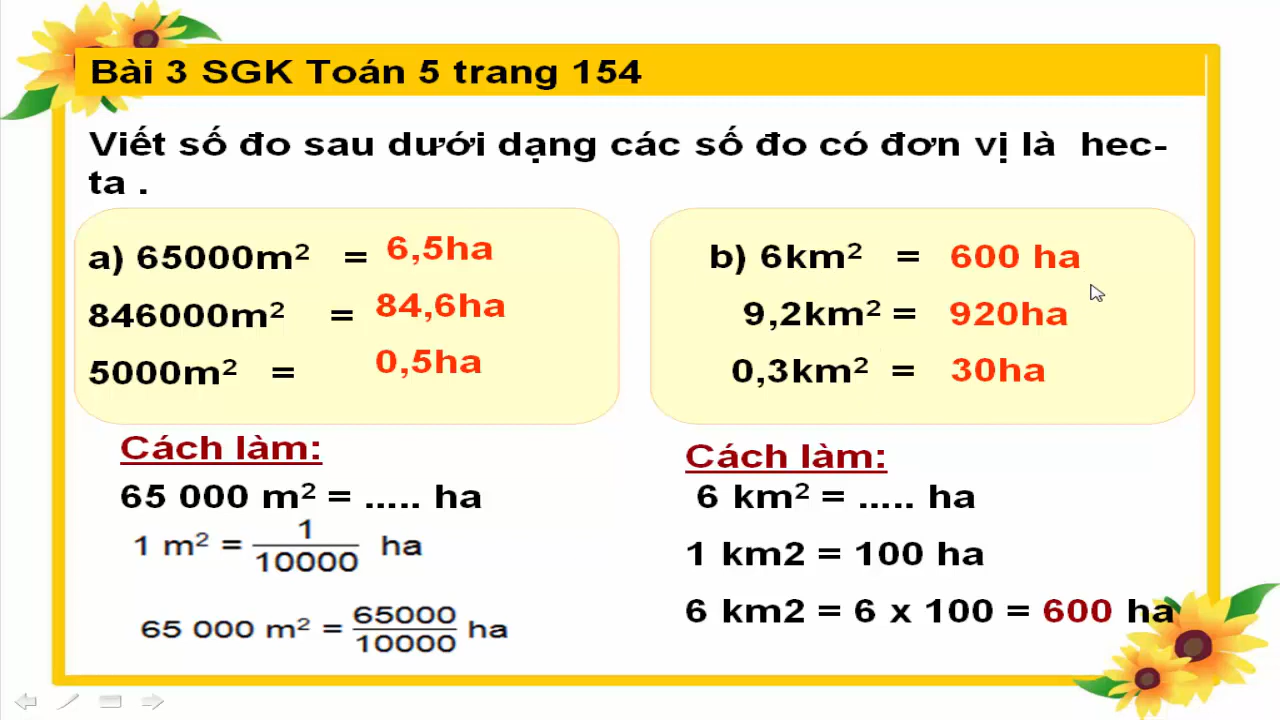 Bài 3 SGK Toán 5 trang 154
Viết số đo sau dưới dạng các số đo có đơn vị là hec-
ta .
a) 65000m² = 6,5ha
846000m² = 84,6ha
5000m² = 0,5ha
b) 6km² = 600 ha
9,2km² = 920ha
0,3km² = 30ha
Cách làm:
65 000 m² = ..... ha
1 m² = 1/10000 ha
65 000 m² = 65000/10000 ha
Cách làm:
6 km² = ..... ha
1 km2 = 100 ha
6 km2 = 6 x 100 = 600 ha